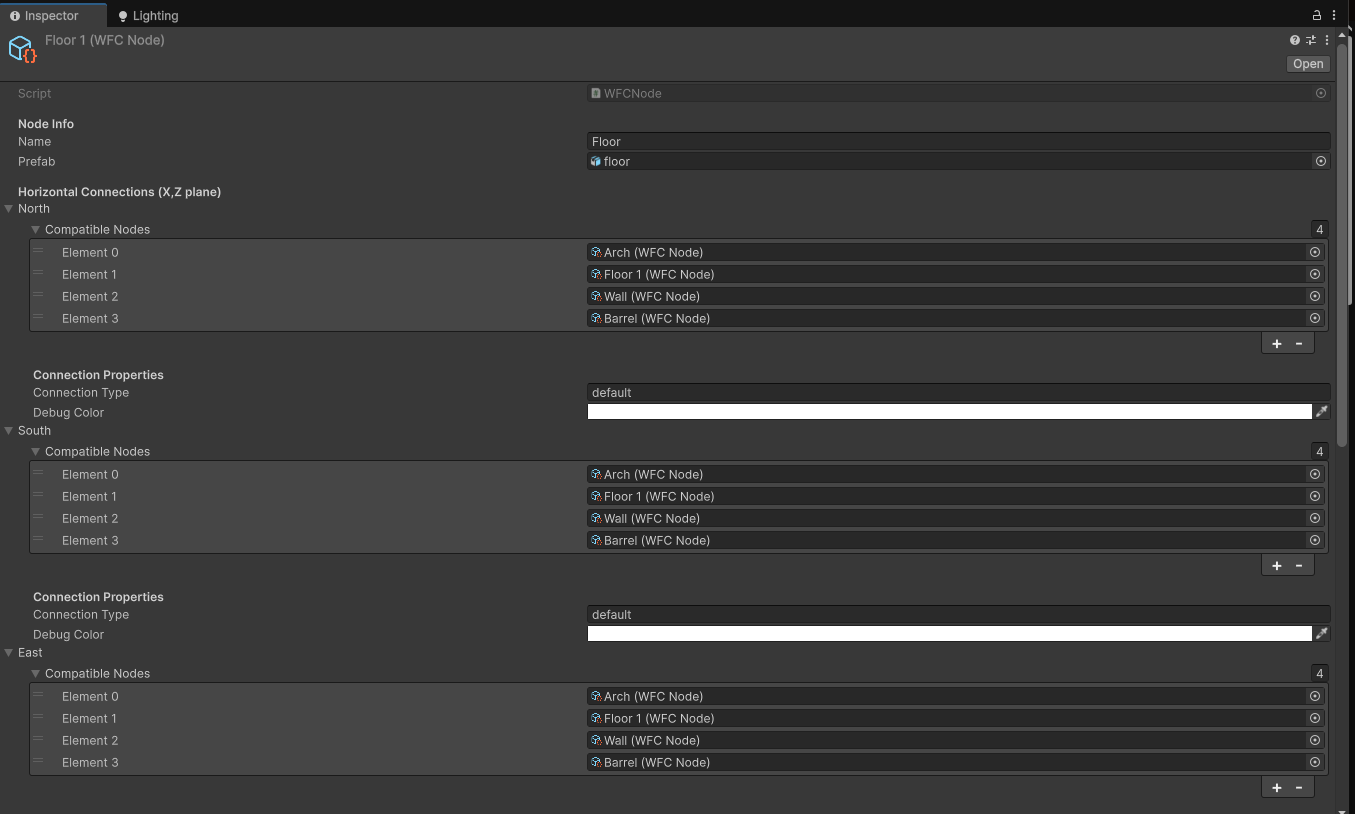 Inspector Lighting
Floor 1 (WFC Node)
Open
Script WFCNode
Node Info
Name Floor
Prefab floor
Horizontal Connections (X,Z plane)
North
Compatible Nodes 4
Element 0 Arch (WFC Node)
Element 1 Floor 1 (WFC Node)
Element 2 Wall (WFC Node)
Element 3 Barrel (WFC Node)
+ -
Connection Properties
Connection Type default
Debug Color
South
Compatible Nodes 4
Element 0 Arch (WFC Node)
Element 1 Floor 1 (WFC Node)
Element 2 Wall (WFC Node)
Element 3 Barrel (WFC Node)
+ -
Connection Properties
Connection Type default
Debug Color
East
Compatible Nodes 4
Element 0 Arch (WFC Node)
Element 1 Floor 1 (WFC Node)
Element 2 Wall (WFC Node)
Element 3 Barrel (WFC Node)
+ -